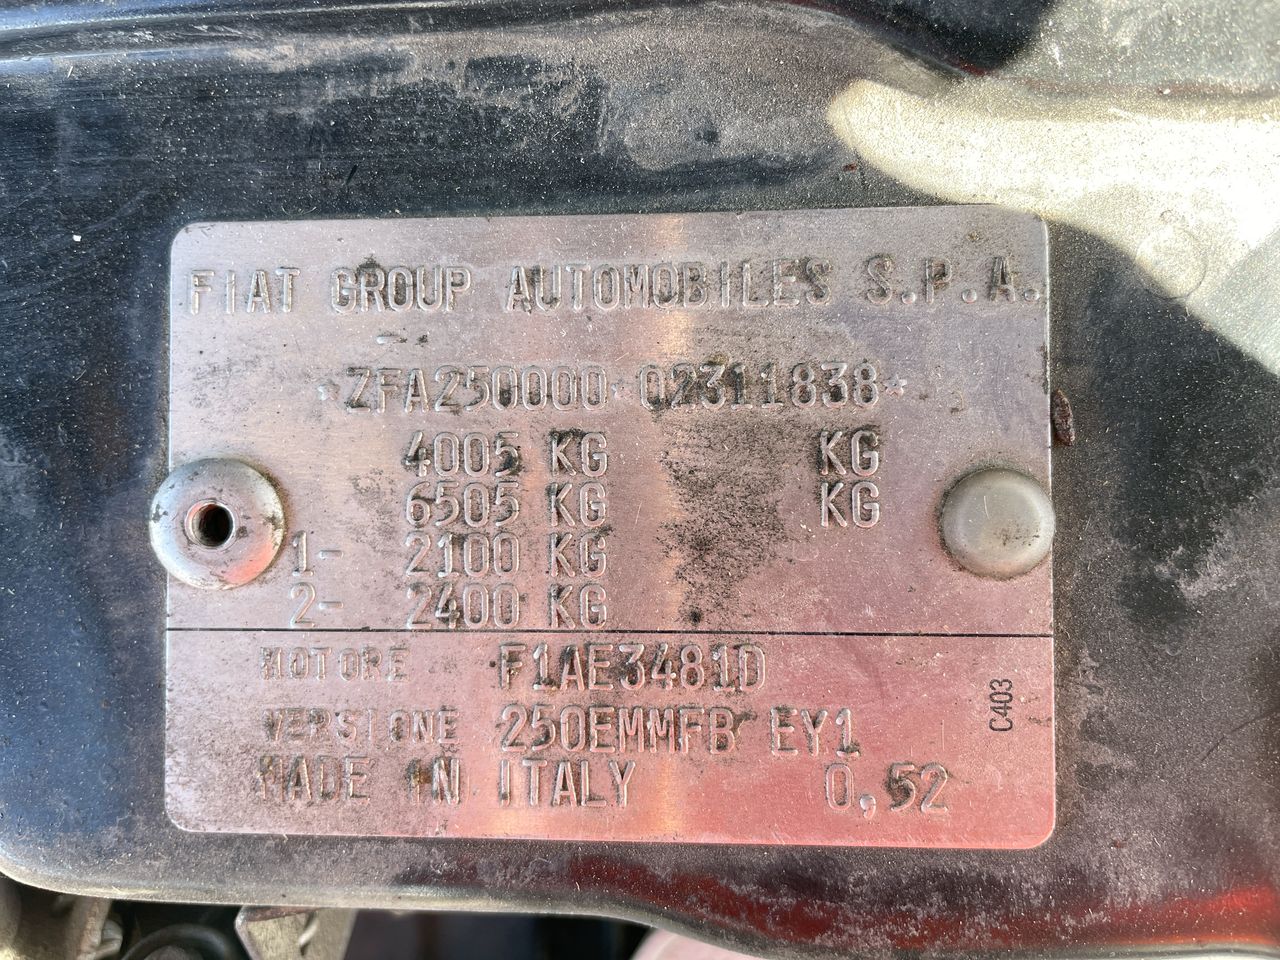 FIAT GROUP AUTOMOBILES S.P.A.
-
*ZFA250000*02311838*
4005 KG KG
6505 KG KG
1- 2100 KG
2- 2400 KG
MOTORE F1AE3481D
VERSIONE 250EMMFB EY1
MADE IN ITALY 0,52
C403